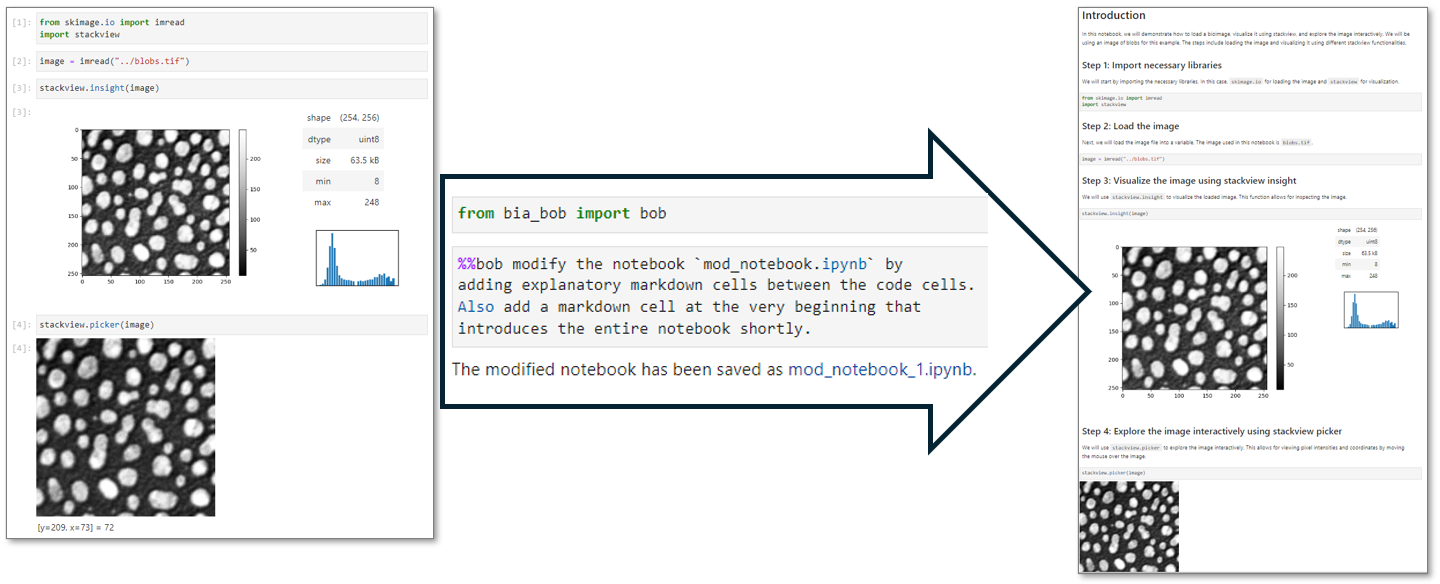 [1]: from skimage.io import imread
import stackview
[2]: image = imread("../blobs.tif")
[3]: stackview.insight(image)
[3]:
0
50
100
150
200
250
0 50 100 150 200 250
200
150
100
50
shape (254, 256)
dtype uint8
size 63.5 kB
min 8
max 248
[4]: stackview.picker(image)
[4]:
[y=209, x=73] = 72
from bia_bob import bob
%%bob modify the notebook `mod_notebook.ipynb` by
adding explanatory markdown cells between the code cells.
Also add a markdown cell at the very beginning that
introduces the entire notebook shortly.
The modified notebook has been saved as mod_notebook_1.ipynb.
Introduction
In this notebook, we will demonstrate how to load a bioimage, visualize it using stackview, and explore the image interactively. We will be
using an image of blobs for this example. The steps include loading the image and visualizing it using different stackview functionalities.
Step 1: Import necessary libraries
We will start by importing the necessary libraries. In this case, skimage.io for loading the image and stackview for visualization.
from skimage.io import imread
import stackview
Step 2: Load the image
Next, we will load the image file into a variable. The image used in this notebook is blobs.tif.
image = imread("../blobs.tif")
Step 3: Visualize the image using stackview insight
We will use stackview.insight to visualize the loaded image. This function allows for inspecting the image.
stackview.insight(image)
shape (254, 256)
dtype uint8
size 63.5 kB
min 8
max 248
0
50
100
150
200
250
0 50 100 150 200 250
200
150
100
50
Step 4: Explore the image interactively using stackview picker
We will use stackview.picker to explore the image interactively. This allows for viewing pixel intensities and coordinates by moving
the mouse over the image.
stackview.picker(image)